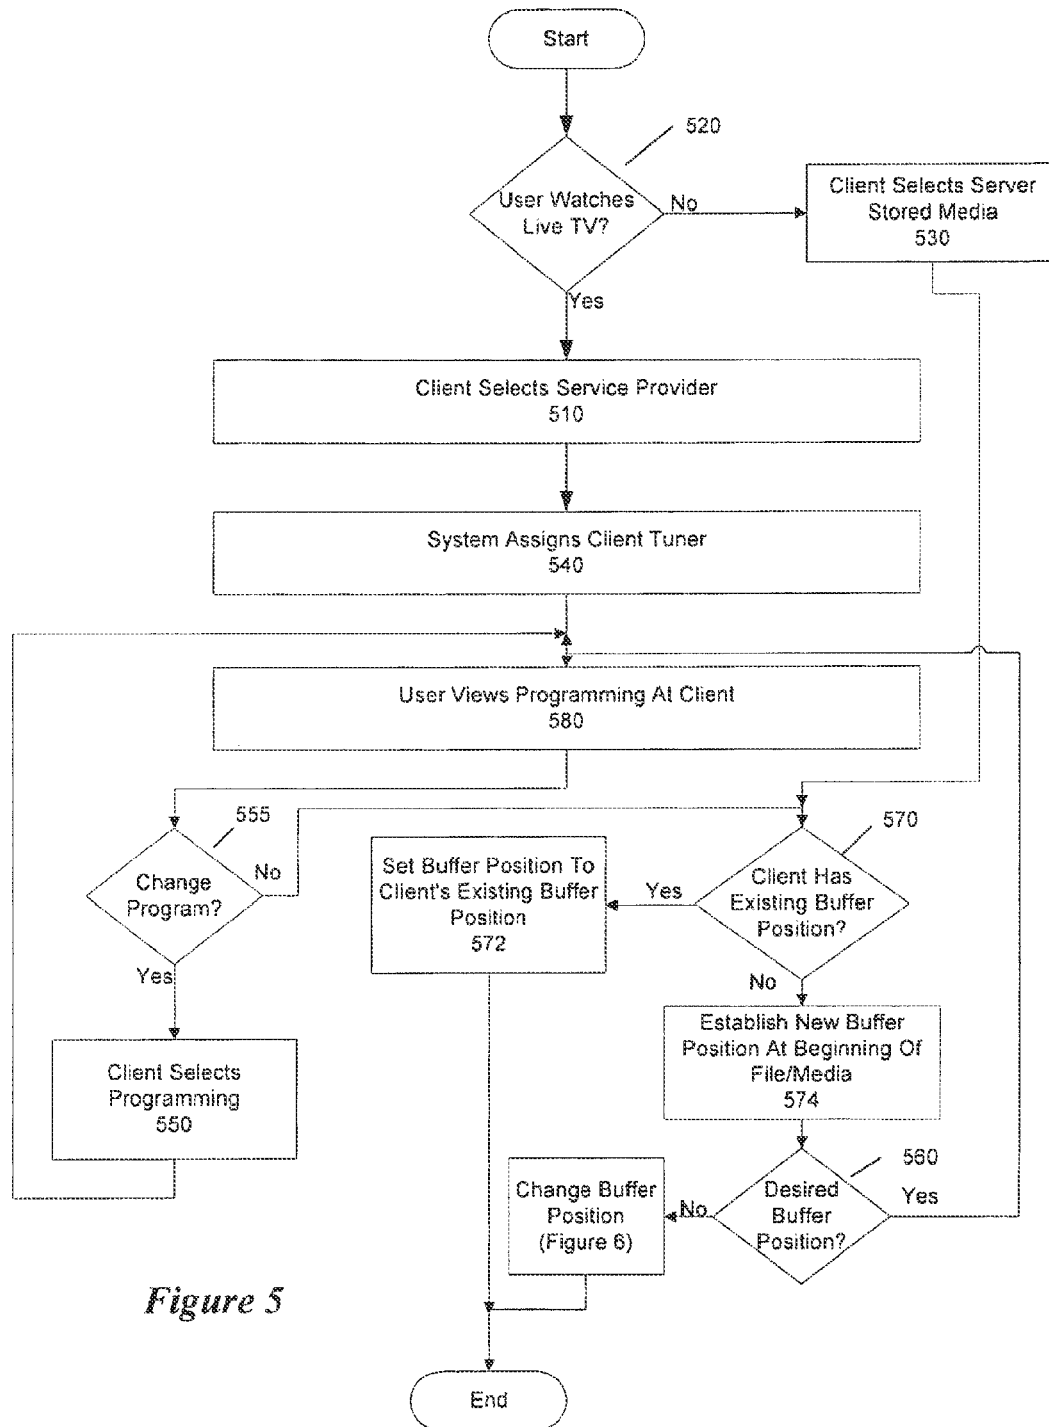 Start
520
User Watches
Live TV?
No
Client Selects Server
Stored Media
530
Yes
Client Selects Service Provider
510
System Assigns Client Tuner
540
User Views Programming At Client
580
555
Change
Program?
No
Yes
Client Selects
Programming
550
Set Buffer Position To
Client's Existing Buffer
Position
572
Yes
570
Client Has
Existing Buffer
Position?
No
Establish New Buffer
Position At Beginning Of
File/Media
574
560
Desired
Buffer
Position?
Yes
No
Change Buffer
Position
(Figure 6)
Figure 5
End